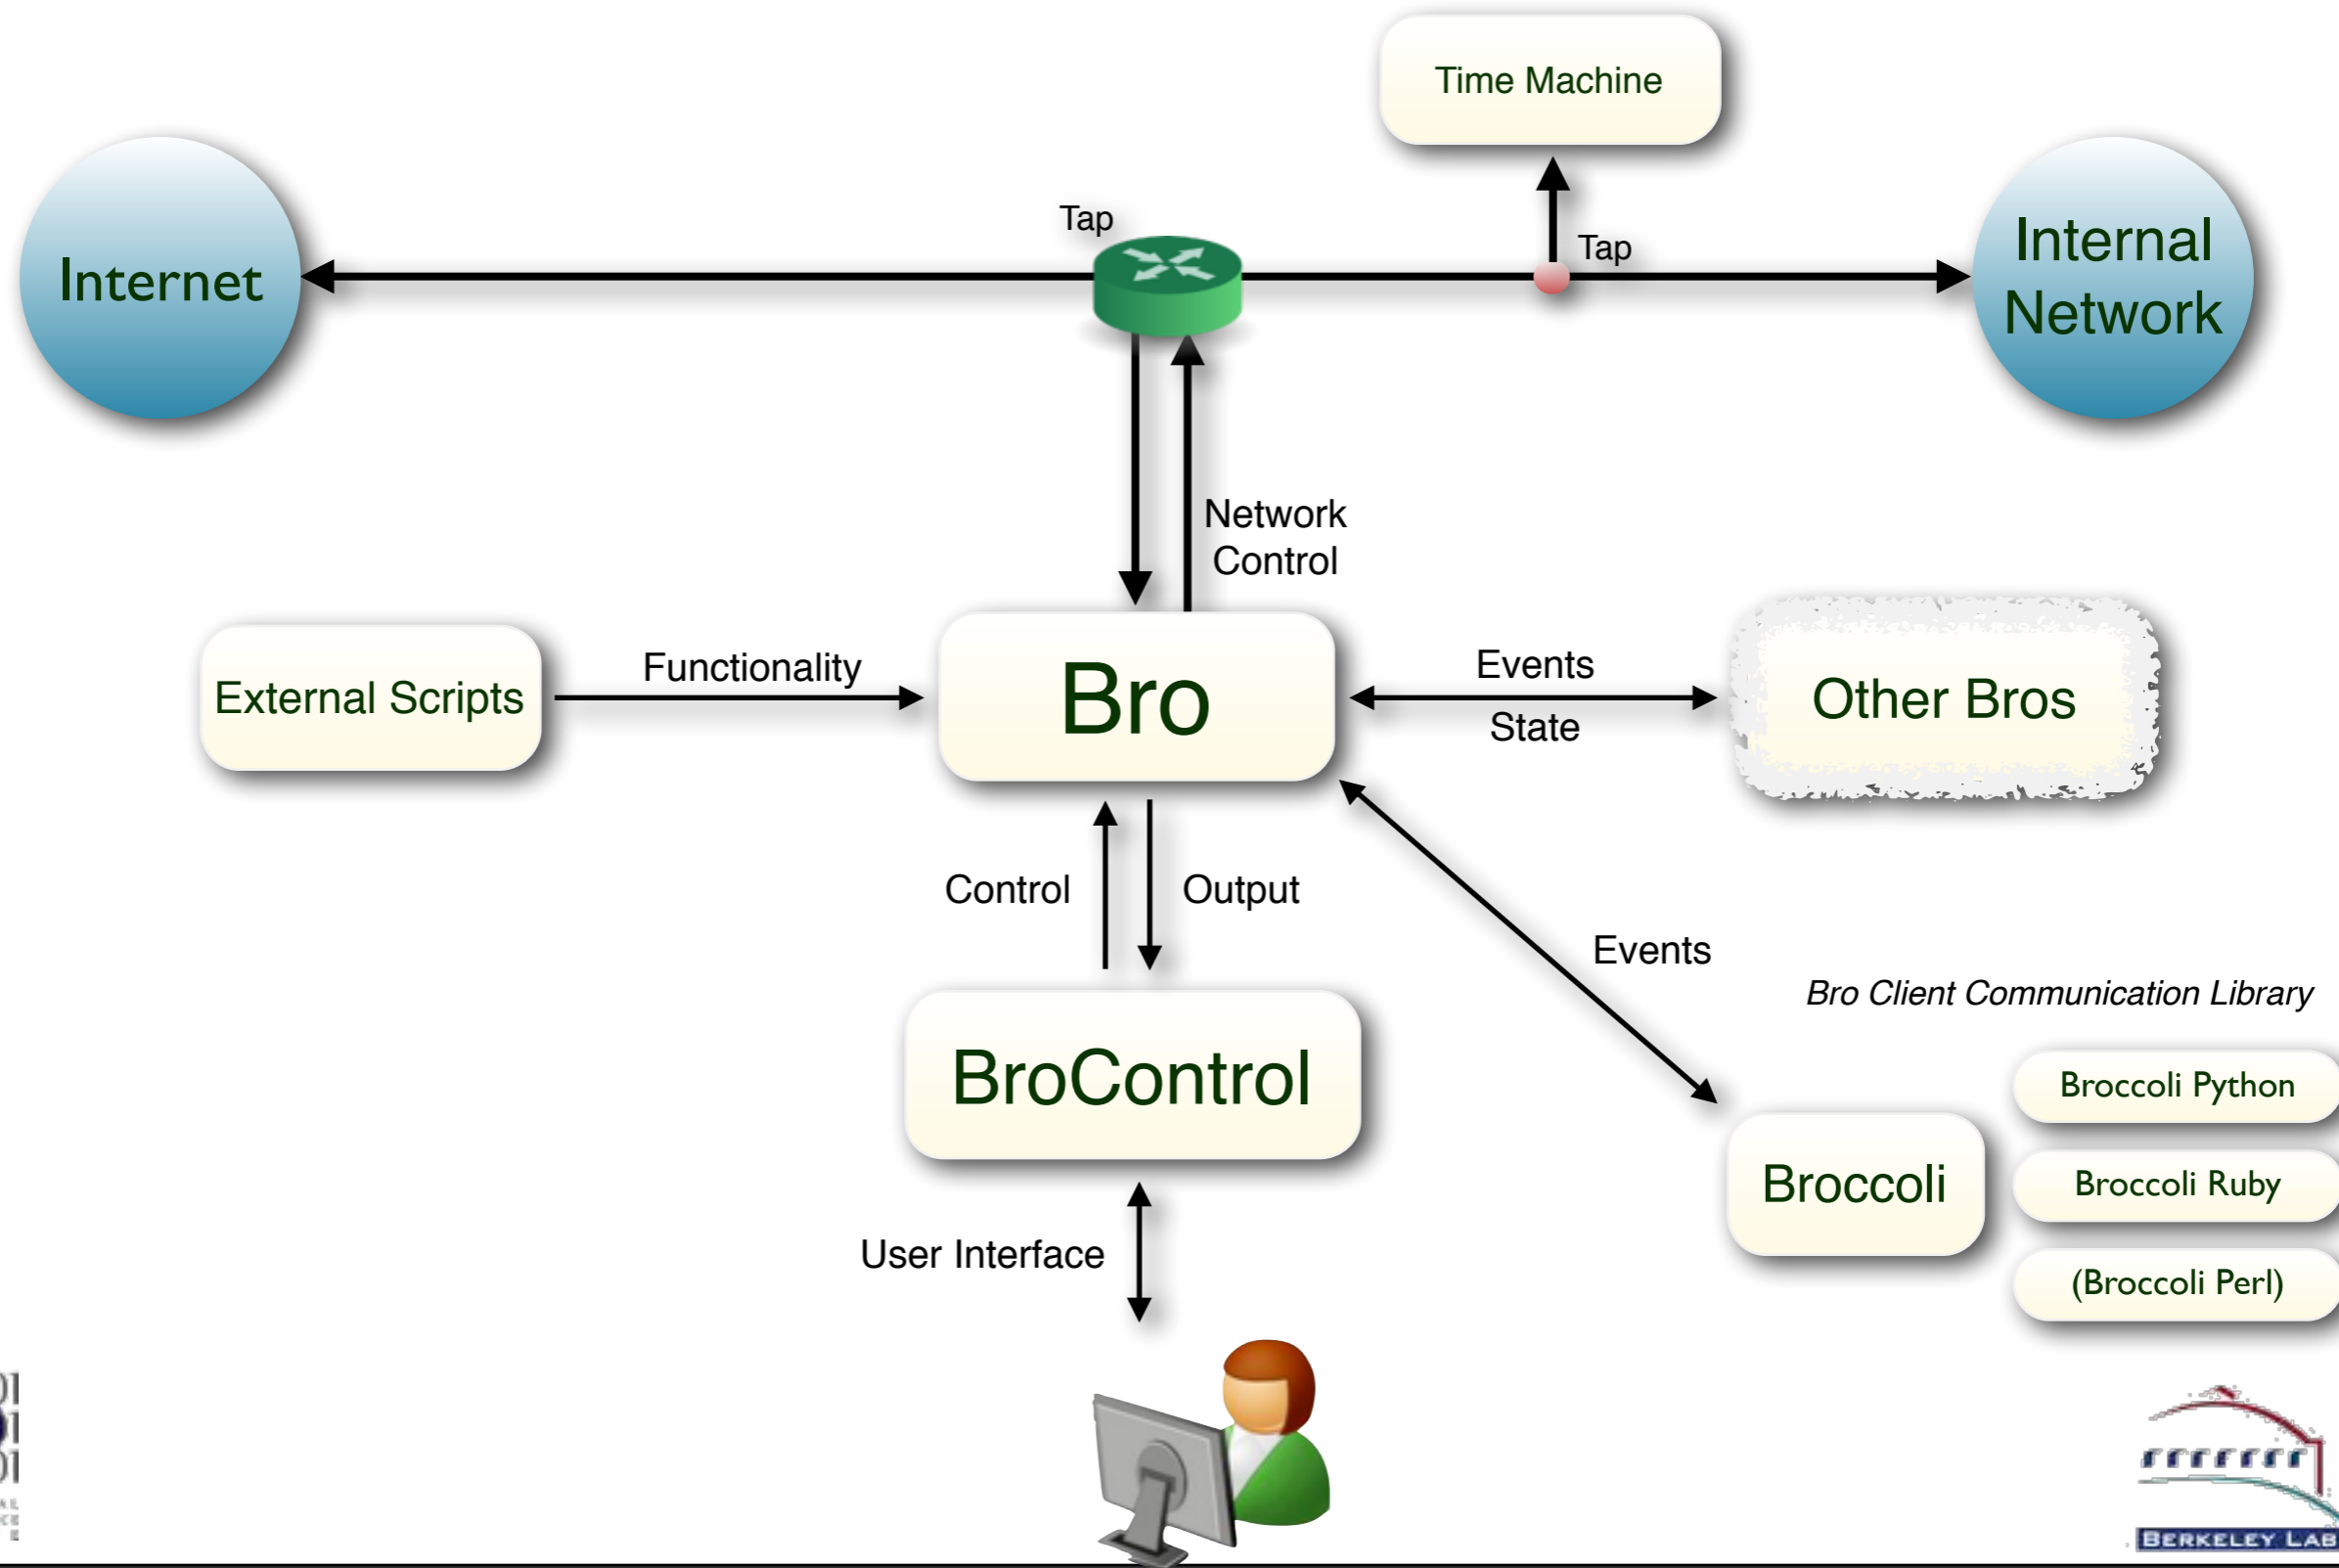 Time Machine
Tap
Tap
Internet
Internal
Network
Network
Control
External Scripts
Functionality
Bro
Events
State
Other Bros
Control
Output
Events
Bro Client Communication Library
BroControl
Broccoli Python
Broccoli
Broccoli Ruby
(Broccoli Perl)
User Interface
BERKELEY LAB